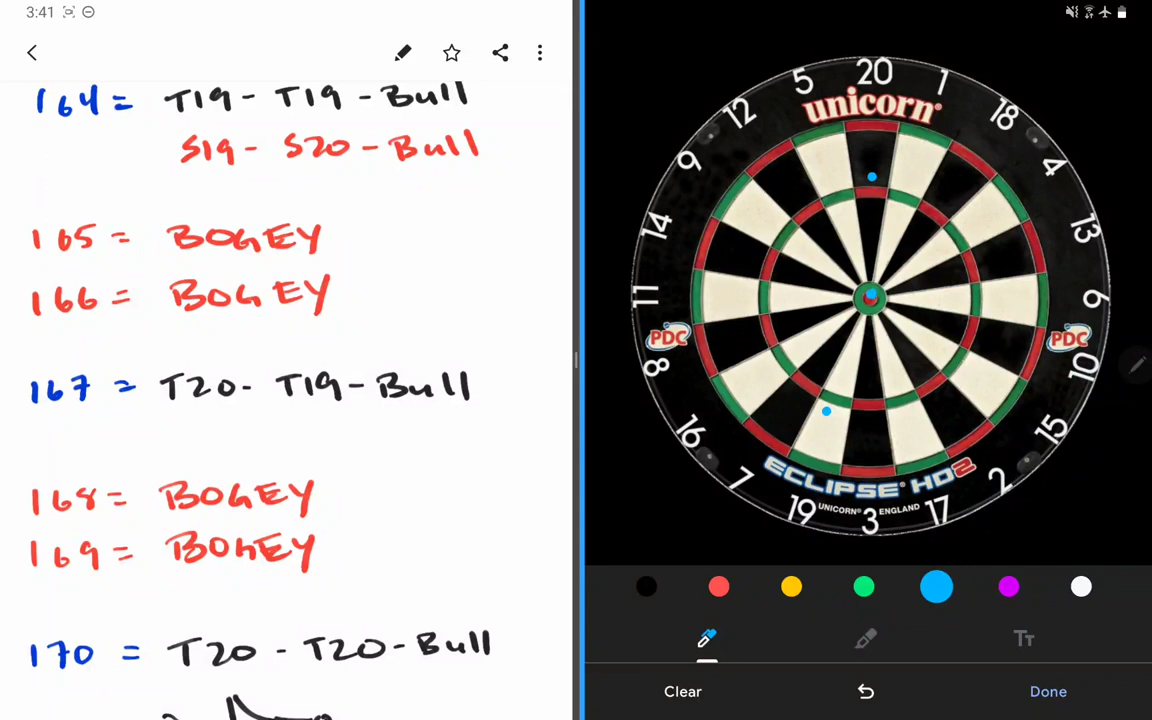 3:41
164 = T19 - T19 - Bull
S19 - S20 - Bull
165 = BOGEY
166 = BOGEY
167 = T20 - T19 - Bull
168 = BOGEY
169 = BOGEY
170 = T20 - T20 - Bull
5 20 1
12 18
9 4
14 13
11 9
8 10
16 15
7 2
19 3 17
unicorn®
PDC PDC
ECLIPSE® HD2
UNICORN® ENGLAND
Tт
Clear Done